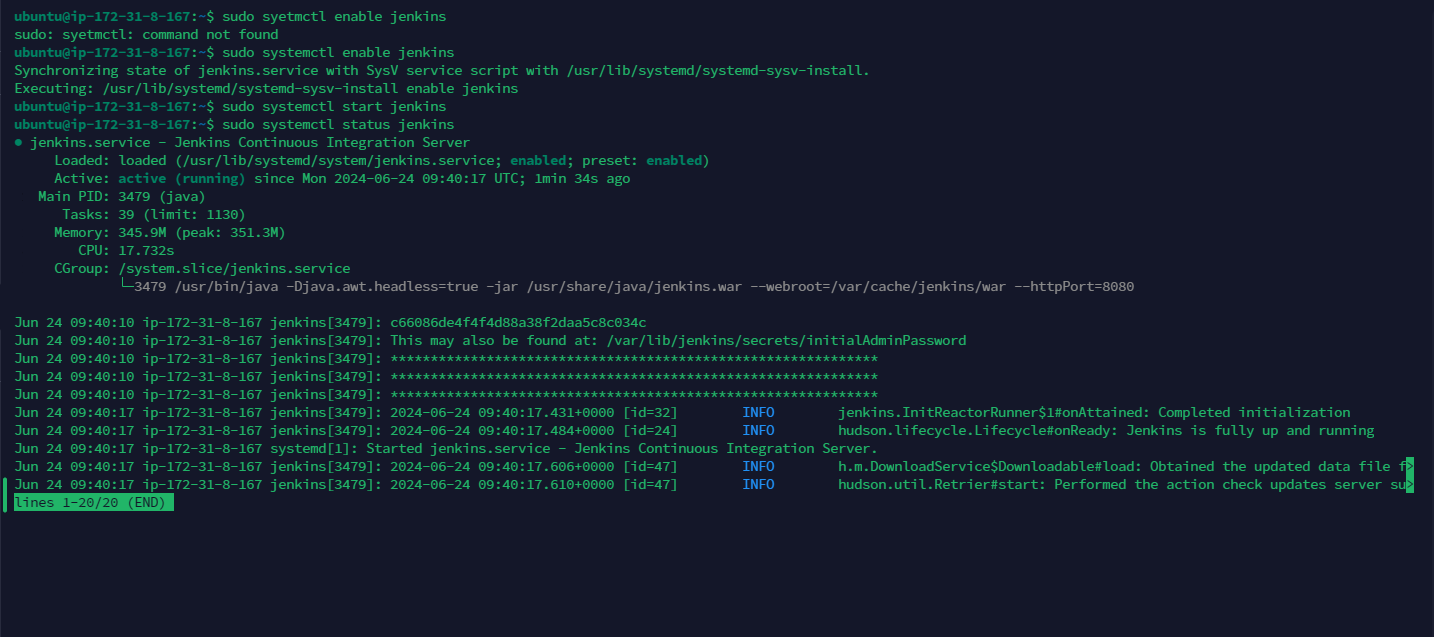 ubuntu@ip-172-31-8-167:~$ sudo syetmctl enable jenkins
sudo: syetmctl: command not found
ubuntu@ip-172-31-8-167:~$ sudo systemctl enable jenkins
Synchronizing state of jenkins.service with SysV service script with /usr/lib/systemd/systemd-sysv-install.
Executing: /usr/lib/systemd/systemd-sysv-install enable jenkins
ubuntu@ip-172-31-8-167:~$ sudo systemctl start jenkins
ubuntu@ip-172-31-8-167:~$ sudo systemctl status jenkins
● jenkins.service - Jenkins Continuous Integration Server
     Loaded: loaded (/usr/lib/systemd/system/jenkins.service; enabled; preset: enabled)
     Active: active (running) since Mon 2024-06-24 09:40:17 UTC; 1min 34s ago
   Main PID: 3479 (java)
      Tasks: 39 (limit: 1130)
     Memory: 345.9M (peak: 351.3M)
        CPU: 17.732s
     CGroup: /system.slice/jenkins.service
             └─3479 /usr/bin/java -Djava.awt.headless=true -jar /usr/share/java/jenkins.war --webroot=/var/cache/jenkins/war --httpPort=8080
Jun 24 09:40:10 ip-172-31-8-167 jenkins[3479]: c66086de4f4f4d88a38f2daa5c8c034c
Jun 24 09:40:10 ip-172-31-8-167 jenkins[3479]: This may also be found at: /var/lib/jenkins/secrets/initialAdminPassword
Jun 24 09:40:10 ip-172-31-8-167 jenkins[3479]: *************************************************************
Jun 24 09:40:10 ip-172-31-8-167 jenkins[3479]: *************************************************************
Jun 24 09:40:10 ip-172-31-8-167 jenkins[3479]: *************************************************************
Jun 24 09:40:17 ip-172-31-8-167 jenkins[3479]: 2024-06-24 09:40:17.431+0000 [id=32]        INFO        jenkins.InitReactorRunner$1#onAttained: Completed initialization
Jun 24 09:40:17 ip-172-31-8-167 jenkins[3479]: 2024-06-24 09:40:17.484+0000 [id=24]        INFO        hudson.lifecycle.Lifecycle#onReady: Jenkins is fully up and running
Jun 24 09:40:17 ip-172-31-8-167 systemd[1]: Started jenkins.service - Jenkins Continuous Integration Server.
Jun 24 09:40:17 ip-172-31-8-167 jenkins[3479]: 2024-06-24 09:40:17.606+0000 [id=47]        INFO        h.m.DownloadService$Downloadable#load: Obtained the updated data file f>
Jun 24 09:40:17 ip-172-31-8-167 jenkins[3479]: 2024-06-24 09:40:17.610+0000 [id=47]        INFO        hudson.util.Retrier#start: Performed the action check updates server su>
lines 1-20/20 (END)